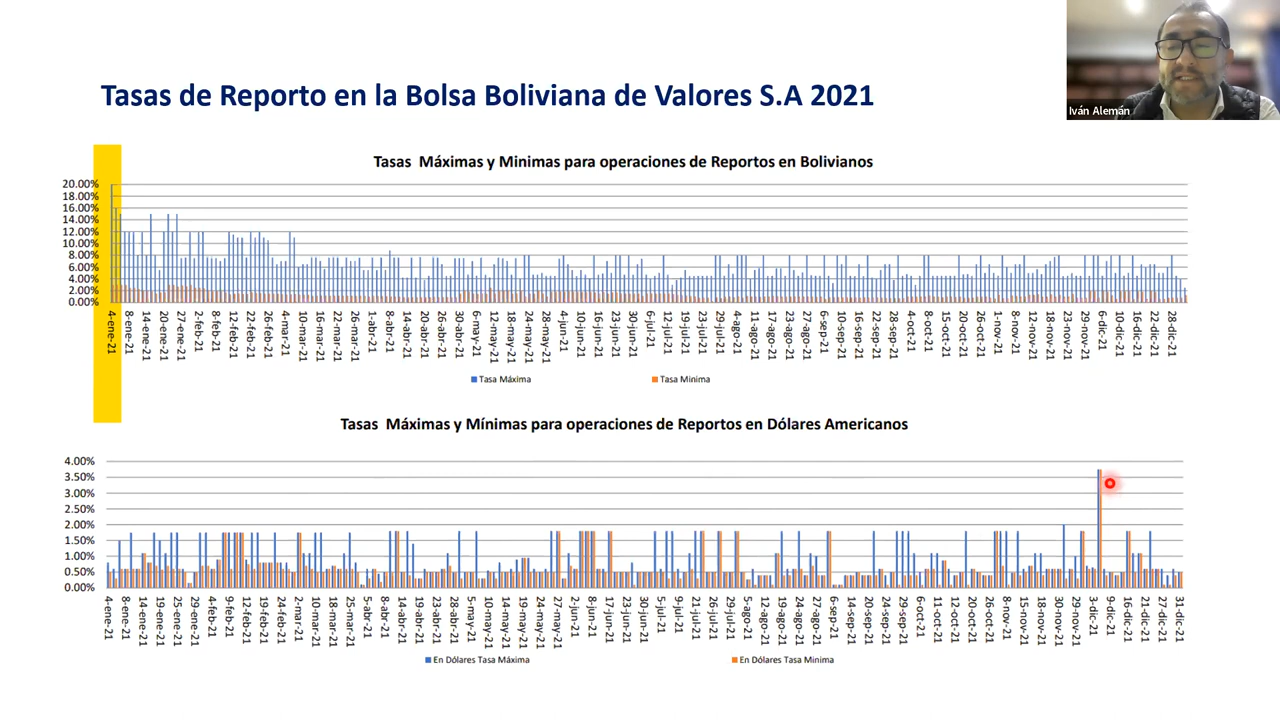 Iván Alemán
Tasas de Reporto en la Bolsa Boliviana de Valores S.A 2021
Tasas Máximas y Minimas para operaciones de Reportos en Bolivianos
20.00%
18.00%
16.00%
14.00%
12.00%
10.00%
8.00%
6.00%
4.00%
2.00%
0.00%
4-ene-21
8-ene-21
14-ene-21
20-ene-21
27-ene-21
2-feb-21
8-feb-21
12-feb-21
22-feb-21
26-feb-21
4-mar-21
10-mar-21
16-mar-21
22-mar-21
26-mar-21
1-abr-21
8-abr-21
14-abr-21
20-abr-21
26-abr-21
30-abr-21
6-may-21
12-may-21
18-may-21
24-may-21
28-may-21
4-jun-21
10-jun-21
16-jun-21
23-jun-21
30-jun-21
6-jul-21
12-jul-21
19-jul-21
23-jul-21
29-jul-21
4-ago-21
11-ago-21
17-ago-21
23-ago-21
27-ago-21
6-sep-21
10-sep-21
16-sep-21
22-sep-21
28-sep-21
4-oct-21
8-oct-21
15-oct-21
20-oct-21
26-oct-21
1-nov-21
8-nov-21
12-nov-21
18-nov-21
23-nov-21
29-nov-21
6-dic-21
10-dic-21
16-dic-21
22-dic-21
28-dic-21
Tasa Máxima
Tasa Minima
Tasas Máximas y Mínimas para operaciones de Reportos en Dólares Americanos
4.00%
3.50%
3.00%
2.50%
2.00%
1.50%
1.00%
0.50%
0.00%
4-ene-21
8-ene-21
14-ene-21
19-ene-21
25-ene-21
29-ene-21
4-feb-21
9-feb-21
12-feb-21
19-feb-21
24-feb-21
2-mar-21
10-mar-21
18-mar-21
25-mar-21
5-abr-21
9-abr-21
14-abr-21
19-abr-21
23-abr-21
28-abr-21
5-may-21
10-may-21
14-may-21
19-may-21
24-may-21
27-may-21
2-jun-21
8-jun-21
17-jun-21
23-jun-21
30-jun-21
5-jul-21
9-jul-21
14-jul-21
21-jul-21
26-jul-21
29-jul-21
5-ago-21
12-ago-21
19-ago-21
24-ago-21
27-ago-21
6-sep-21
14-sep-21
20-sep-21
24-sep-21
29-sep-21
6-oct-21
11-oct-21
15-oct-21
20-oct-21
26-oct-21
8-nov-21
15-nov-21
18-nov-21
30-nov-21
29-nov-21
3-dic-21
9-dic-21
16-dic-21
21-dic-21
27-dic-21
31-dic-21
En Dólares Tasa Máxima
En Dólares Tasa Minima